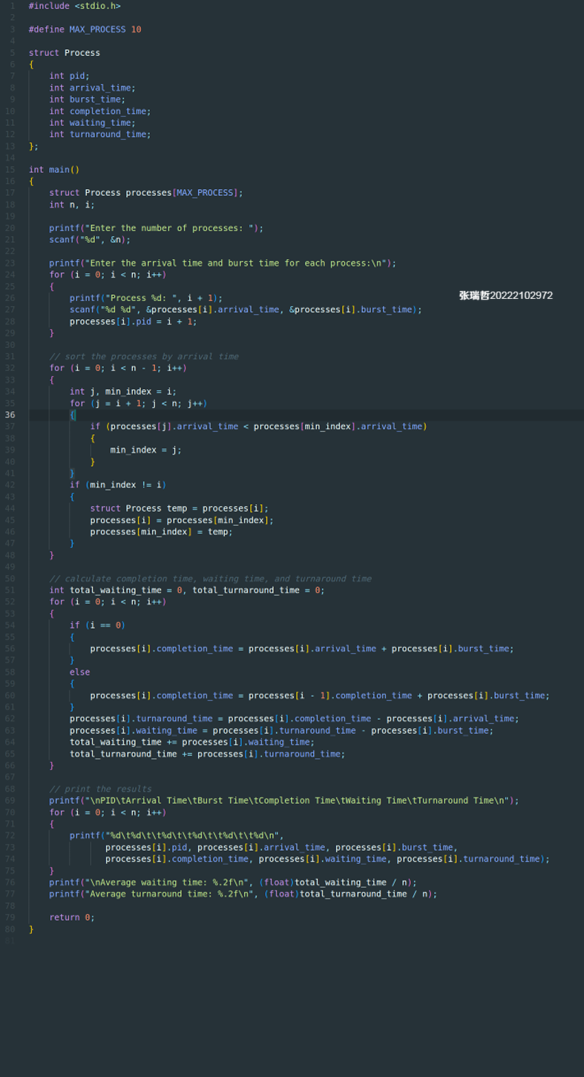 1 #include <stdio.h>
2
3 #define MAX_PROCESS 10
4
5 struct Process
6 {
7 int pid;
8 int arrival_time;
9 int burst_time;
10 int completion_time;
11 int waiting_time;
12 int turnaround_time;
13 };
14
15 int main()
16 {
17 struct Process processes[MAX_PROCESS];
18 int n, i;
19
20 printf("Enter the number of processes: ");
21 scanf("%d", &n);
22
23 printf("Enter the arrival time and burst time for each process:\n");
24 for (i = 0; i < n; i++)
25 {
26 printf("Process %d: ", i + 1);
张瑞哲20222102972
27 scanf("%d %d", &processes[i].arrival_time, &processes[i].burst_time);
28 processes[i].pid = i + 1;
29 }
30
31 // sort the processes by arrival time
32 for (i = 0; i < n - 1; i++)
33 {
34 int j, min_index = i;
35 for (j = i + 1; j < n; j++)
36 {
37 if (processes[j].arrival_time < processes[min_index].arrival_time)
38 {
39 min_index = j;
40 }
41 }
42 if (min_index != i)
43 {
44 struct Process temp = processes[i];
45 processes[i] = processes[min_index];
46 processes[min_index] = temp;
47 }
48 }
49
50 // calculate completion time, waiting time, and turnaround time
51 int total_waiting_time = 0, total_turnaround_time = 0;
52 for (i = 0; i < n; i++)
53 {
54 if (i == 0)
55 {
56 processes[i].completion_time = processes[i].arrival_time + processes[i].burst_time;
57 }
58 else
59 {
60 processes[i].completion_time = processes[i - 1].completion_time + processes[i].burst_time;
61 }
62 processes[i].turnaround_time = processes[i].completion_time - processes[i].arrival_time;
63 processes[i].waiting_time = processes[i].turnaround_time - processes[i].burst_time;
64 total_waiting_time += processes[i].waiting_time;
65 total_turnaround_time += processes[i].turnaround_time;
66 }
67
68 // print the results
69 printf("\nPID\tArrival Time\tBurst Time\tCompletion Time\tWaiting Time\tTurnaround Time\n");
70 for (i = 0; i < n; i++)
71 {
72 printf("%d\t%d\t\t%d\t\t%d\t\t%d\t\t%d\n",
73 processes[i].pid, processes[i].arrival_time, processes[i].burst_time,
74 processes[i].completion_time, processes[i].waiting_time, processes[i].turnaround_time);
75 }
76 printf("\nAverage waiting time: %.2f\n", (float)total_waiting_time / n);
77 printf("Average turnaround time: %.2f\n", (float)total_turnaround_time / n);
78
79 return 0;
80 }
81